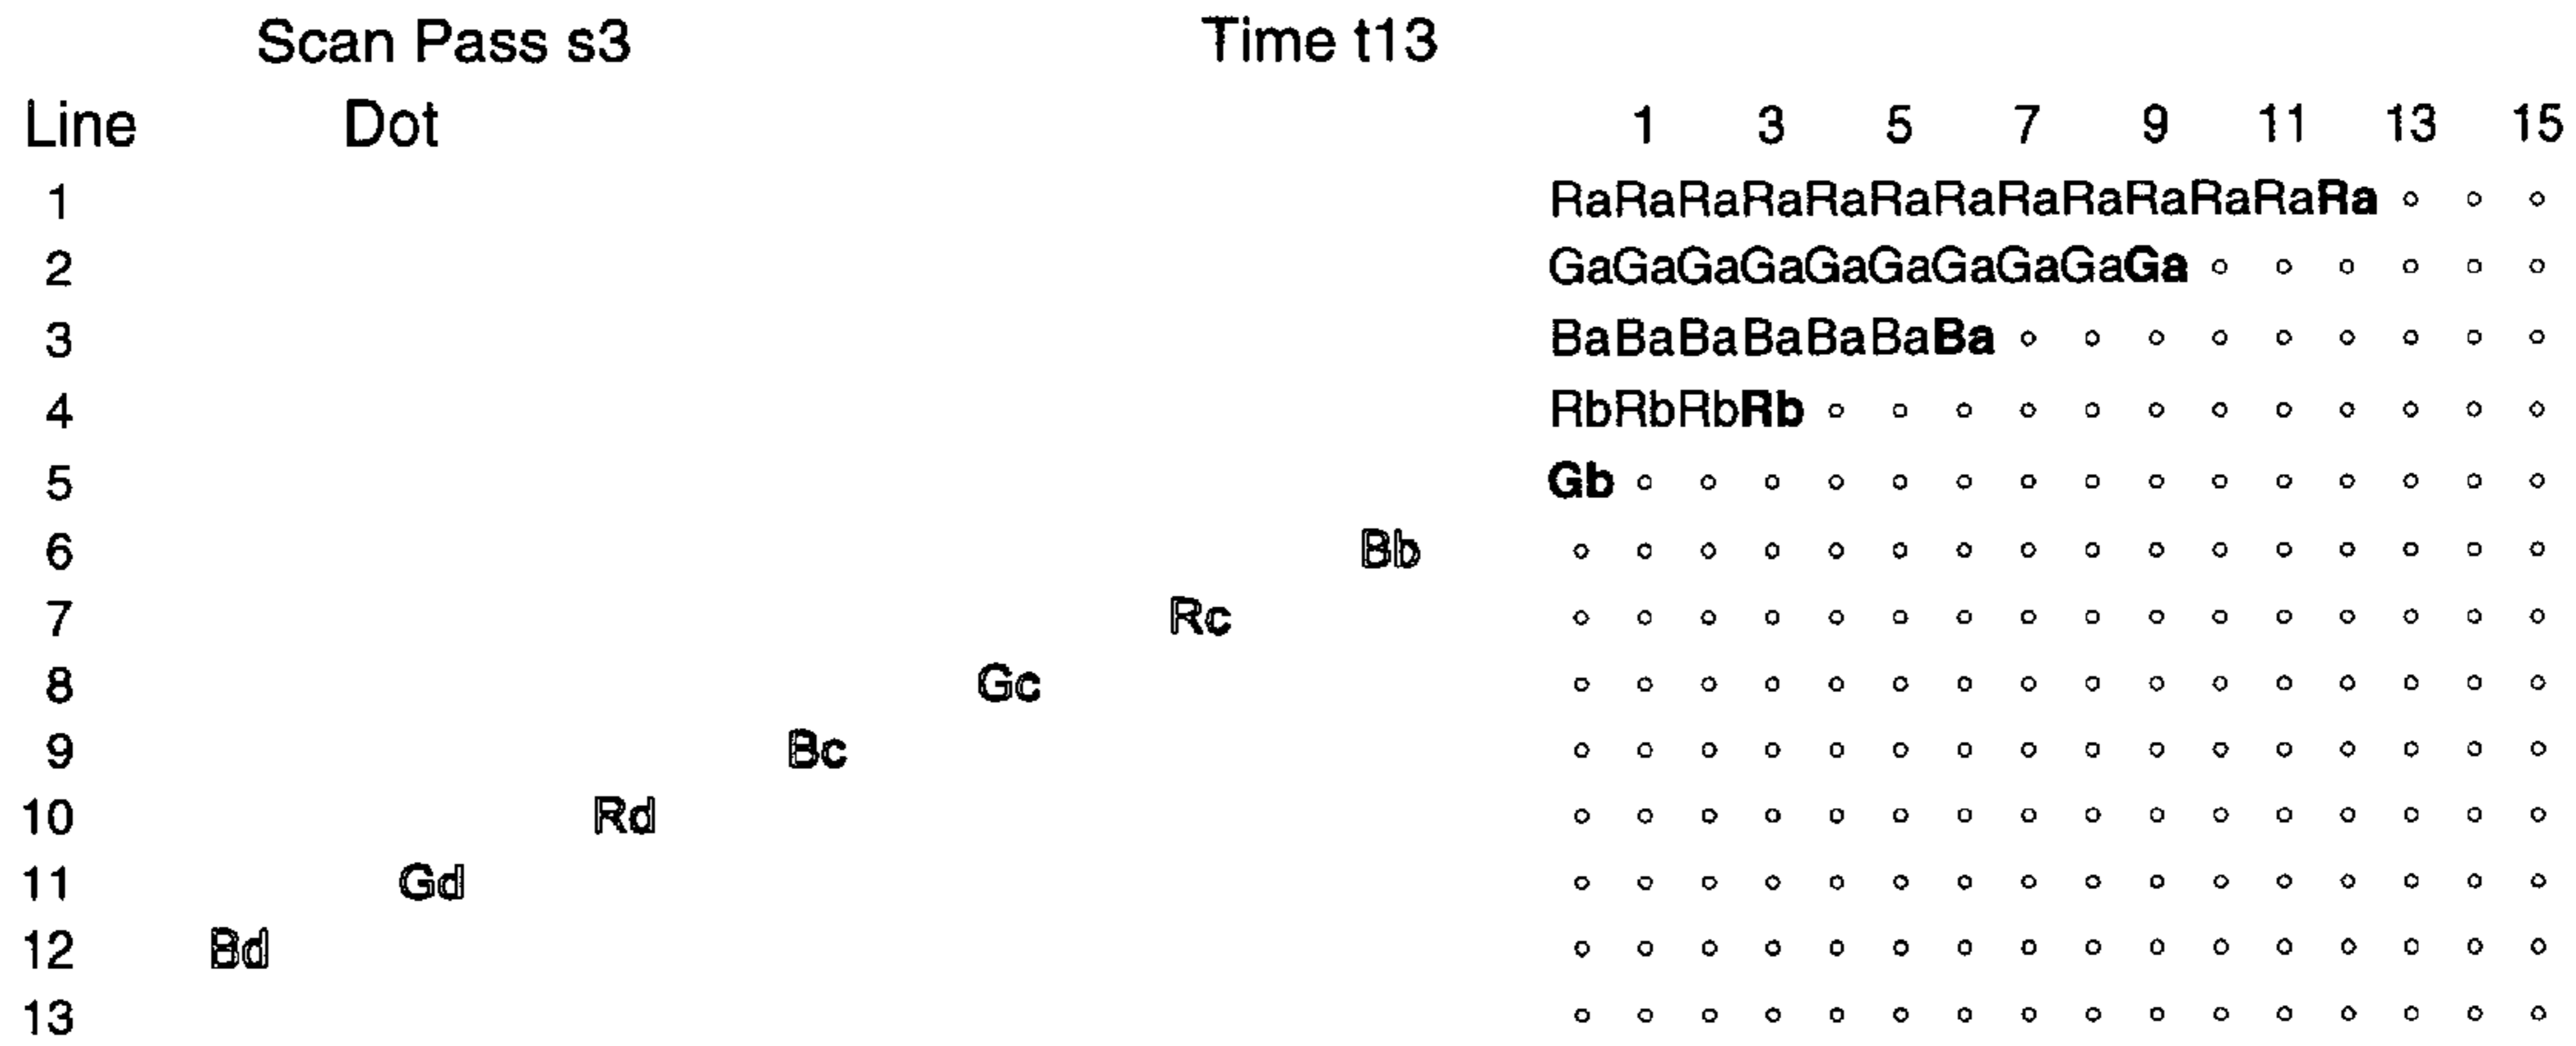 Scan Pass s3 Time t13
Line Dot 1 3 5 7 9 11 13 15
1 RaRaRaRaRaRaRaRaRaRaRaRaRa
2 GaGaGaGaGaGaGaGaGaGa
3 BaBaBaBaBaBaBa
4 RbRbRbRb
5 Gb
6 Bb
7 Rc
8 Gc
9 Bc
10 Rd
11 Gd
12 Bd
13